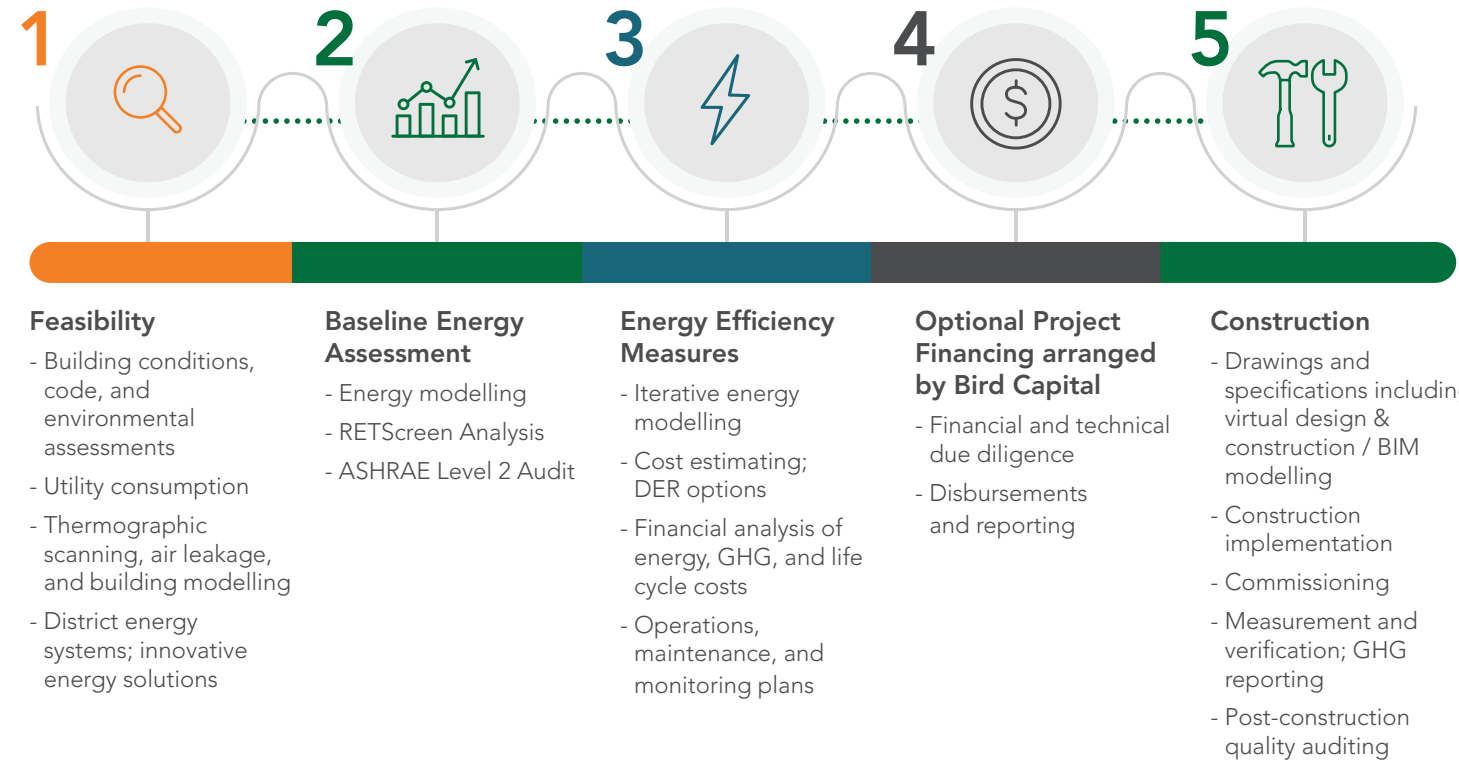 1
2
3
4
$
5
Feasibility
- Building conditions,
code, and
environmental
assessments
- Utility consumption
- Thermographic
scanning, air leakage,
and building modelling
- District energy
systems; innovative
energy solutions
Baseline Energy
Assessment
- Energy modelling
- RETScreen Analysis
- ASHRAE Level 2 Audit
Energy Efficiency
Measures
- Iterative energy
modelling
- Cost estimating;
DER options
- Financial analysis of
energy, GHG, and life
cycle costs
- Operations,
maintenance, and
monitoring plans
Optional Project
Financing arranged
by Bird Capital
- Financial and technical
due diligence
- Disbursements
and reporting
Construction
- Drawings and
specifications includin
virtual design &
construction / BIM
modelling
- Construction
implementation
- Commissioning
- Measurement and
verification; GHG
reporting
- Post-construction
quality auditing